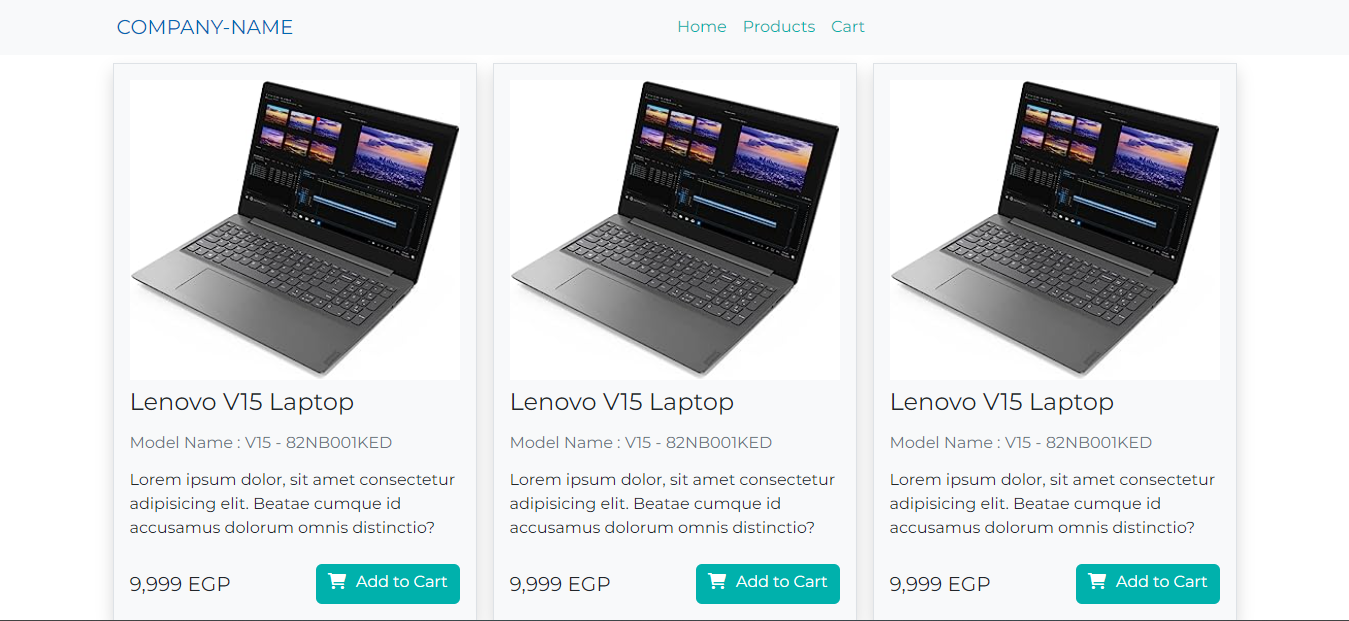 COMPANY-NAME
Home Products Cart
Lenovo V15 Laptop
Model Name : V15 - 82NB001KED
Lorem ipsum dolor, sit amet consectetur
adipisicing elit. Beatae cumque id
accusamus dolorum omnis distinctio?
9,999 EGP
Add to Cart
Lenovo V15 Laptop
Model Name : V15 - 82NB001KED
Lorem ipsum dolor, sit amet consectetur
adipisicing elit. Beatae cumque id
accusamus dolorum omnis distinctio?
9,999 EGP
Add to Cart
Lenovo V15 Laptop
Model Name : V15 - 82NB001KED
Lorem ipsum dolor, sit amet consectetur
adipisicing elit. Beatae cumque id
accusamus dolorum omnis distinctio?
9,999 EGP
Add to Cart